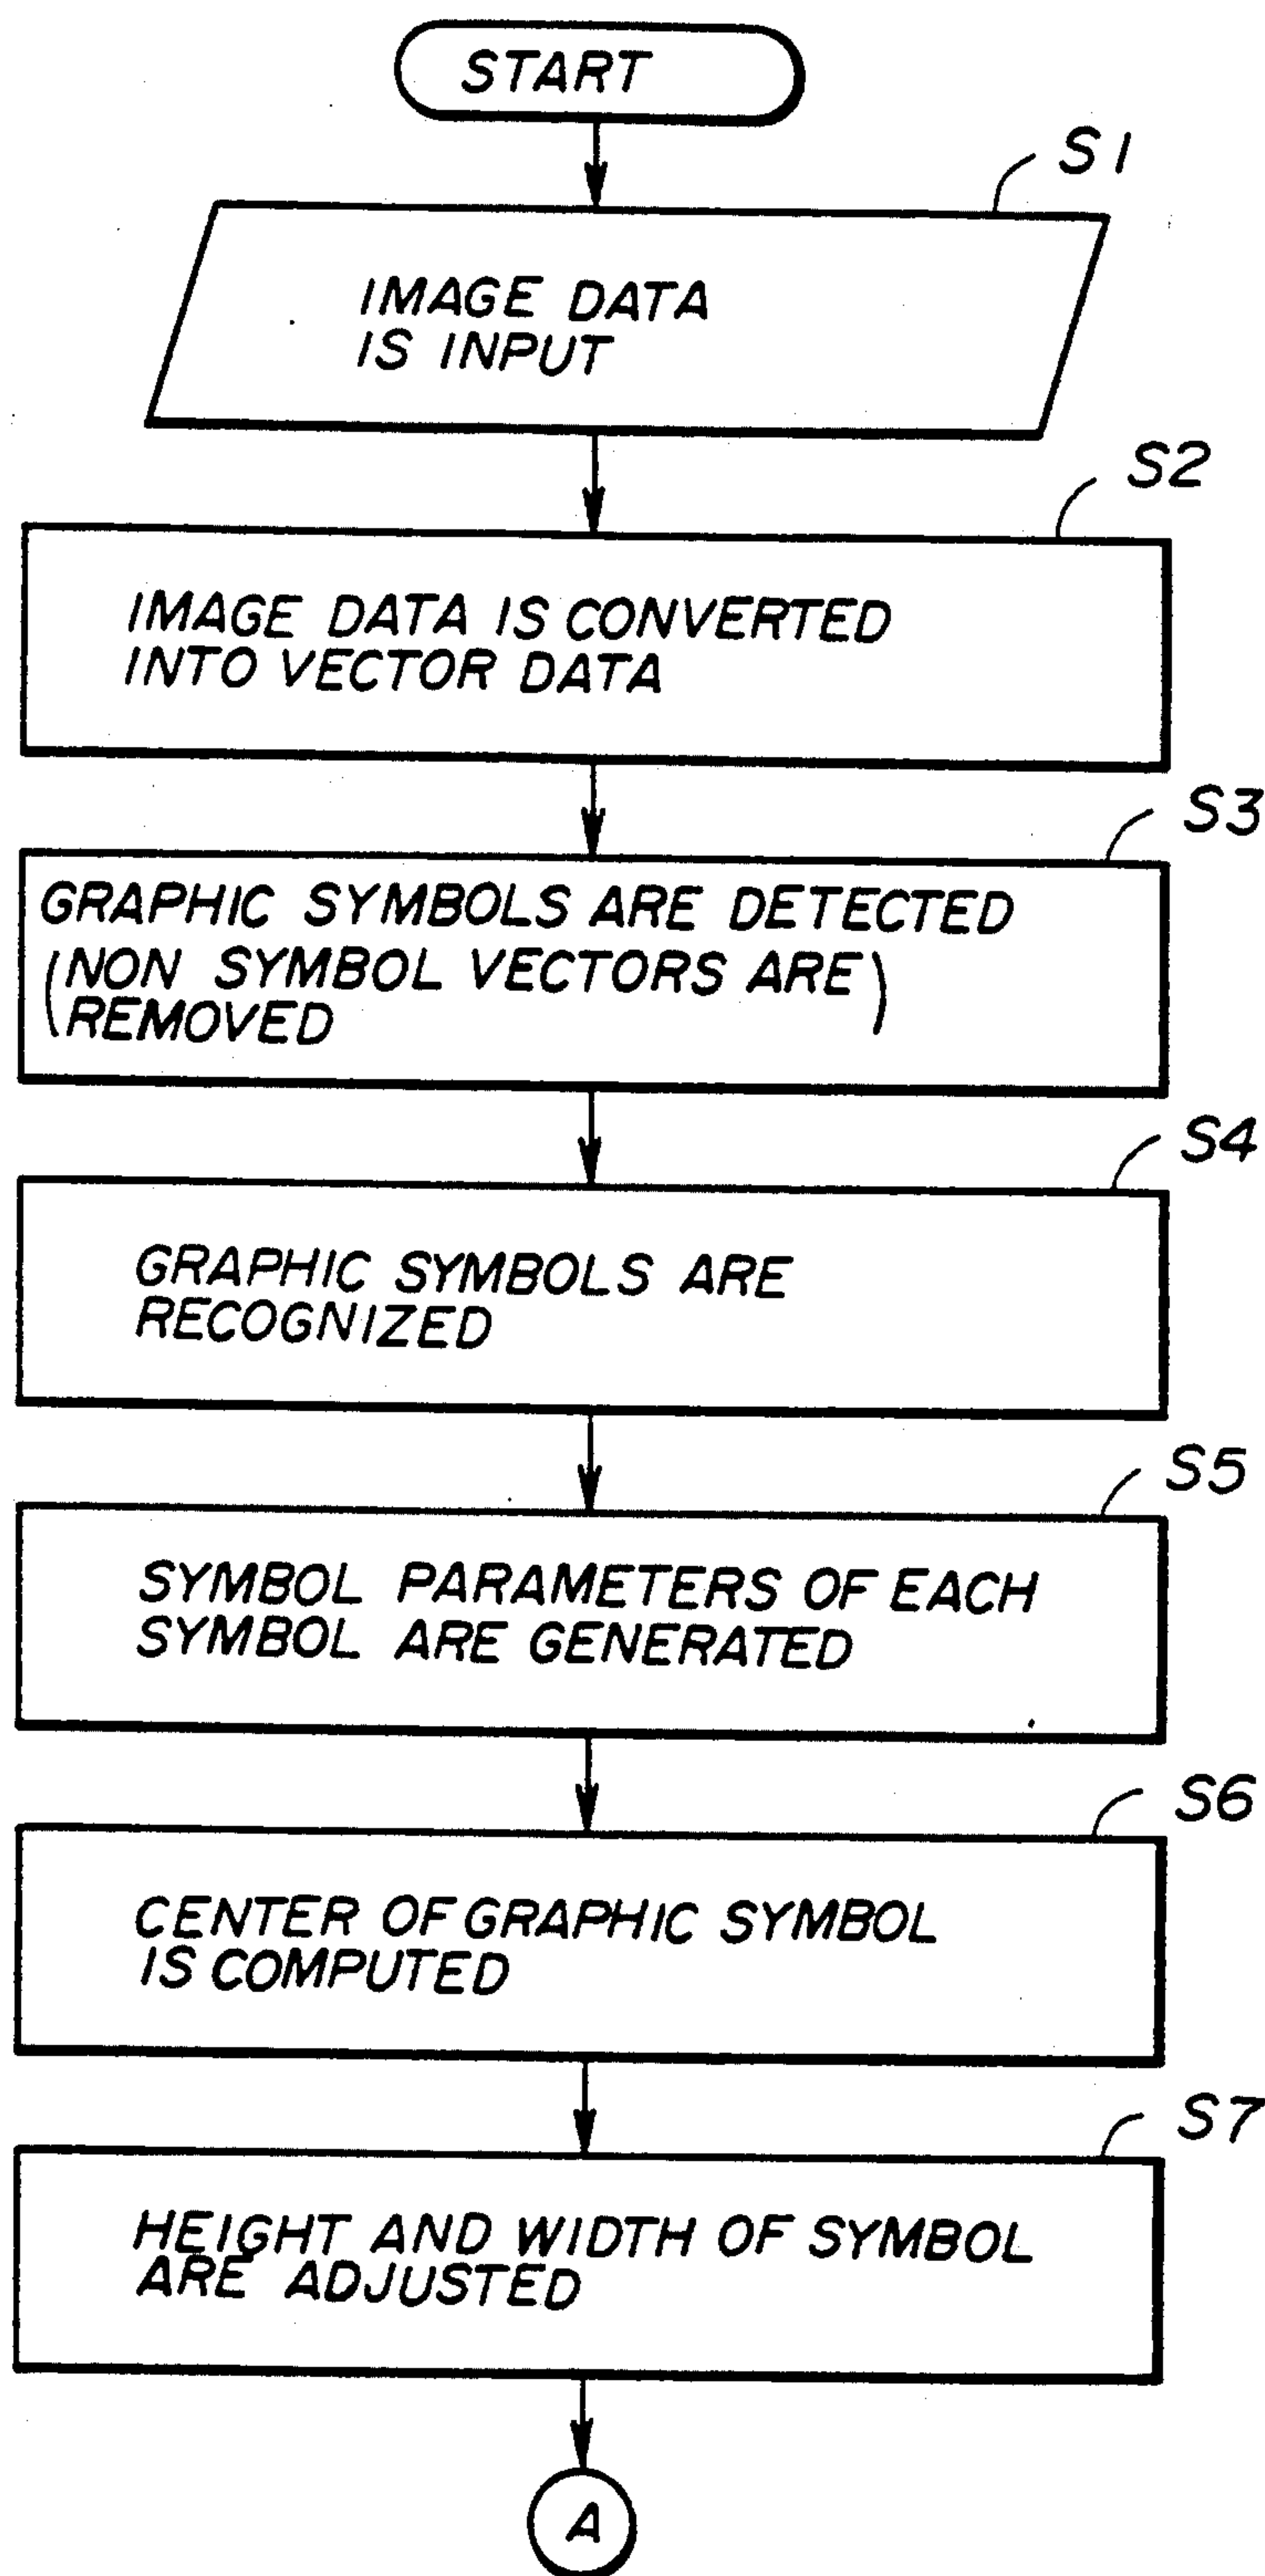 START
S1
IMAGE DATA
IS INPUT
S2
IMAGE DATA IS CONVERTED
INTO VECTOR DATA
S3
GRAPHIC SYMBOLS ARE DETECTED
(NON SYMBOL VECTORS ARE)
REMOVED
S4
GRAPHIC SYMBOLS ARE
RECOGNIZED
S5
SYMBOL PARAMETERS OF EACH
SYMBOL ARE GENERATED
S6
CENTER OF GRAPHIC SYMBOL
IS COMPUTED
S7
HEIGHT AND WIDTH OF SYMBOL
ARE ADJUSTED
A